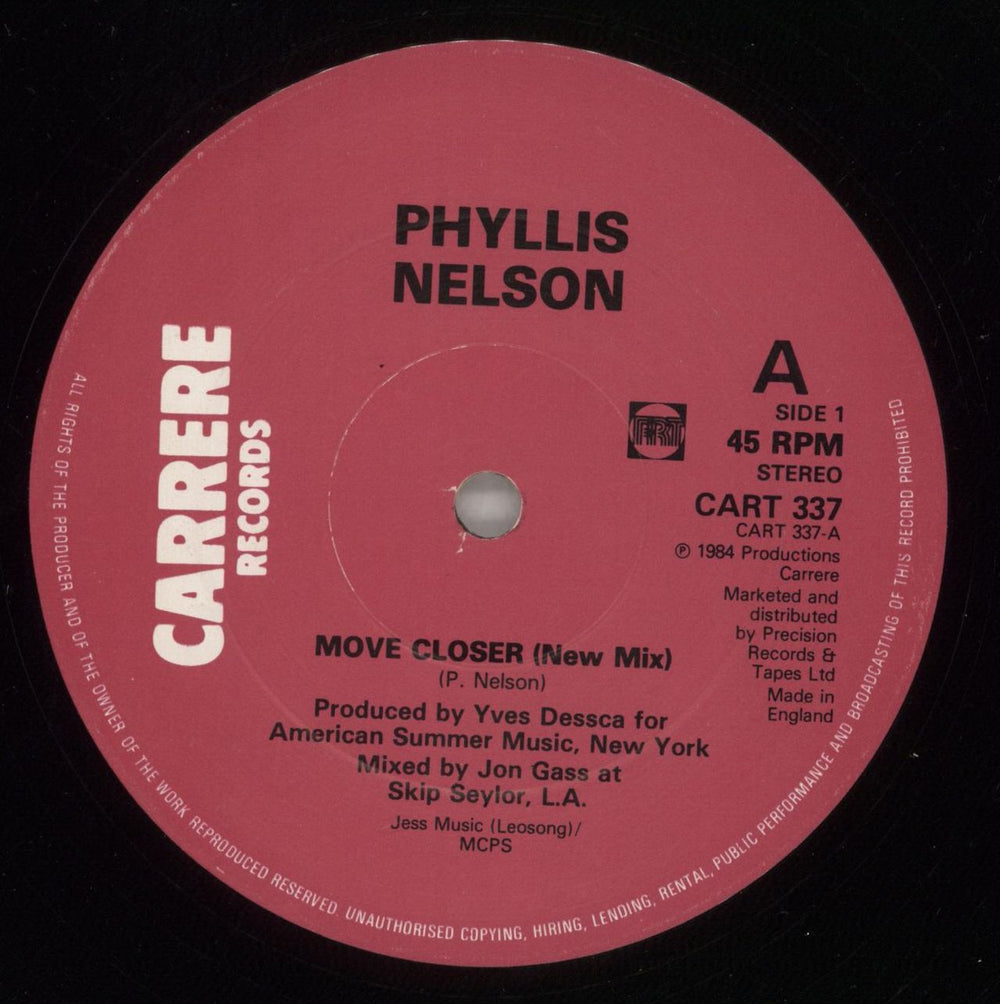 PHYLLIS
NELSON
CARRERE
RECORDS
A
SIDE 1
45 RPM
STEREO
CART 337
CART 337-A
℗ 1984 Productions
Carrere
Marketed and
distributed
by Precision
Records &
Tapes Ltd
Made in
England
PRT
MOVE CLOSER (New Mix)
(P. Nelson)
Produced by Yves Dessca for
American Summer Music, New York
Mixed by Jon Gass at
Skip Seylor, L.A.
Jess Music (Leosong)/
MCPS
ALL RIGHTS OF THE PRODUCER AND OF THE OWNER OF THE WORK REPRODUCED RESERVED. UNAUTHORISED COPYING, HIRING, LENDING, RENTAL, PUBLIC PERFORMANCE AND BROADCASTING OF THIS RECORD PROHIBITED